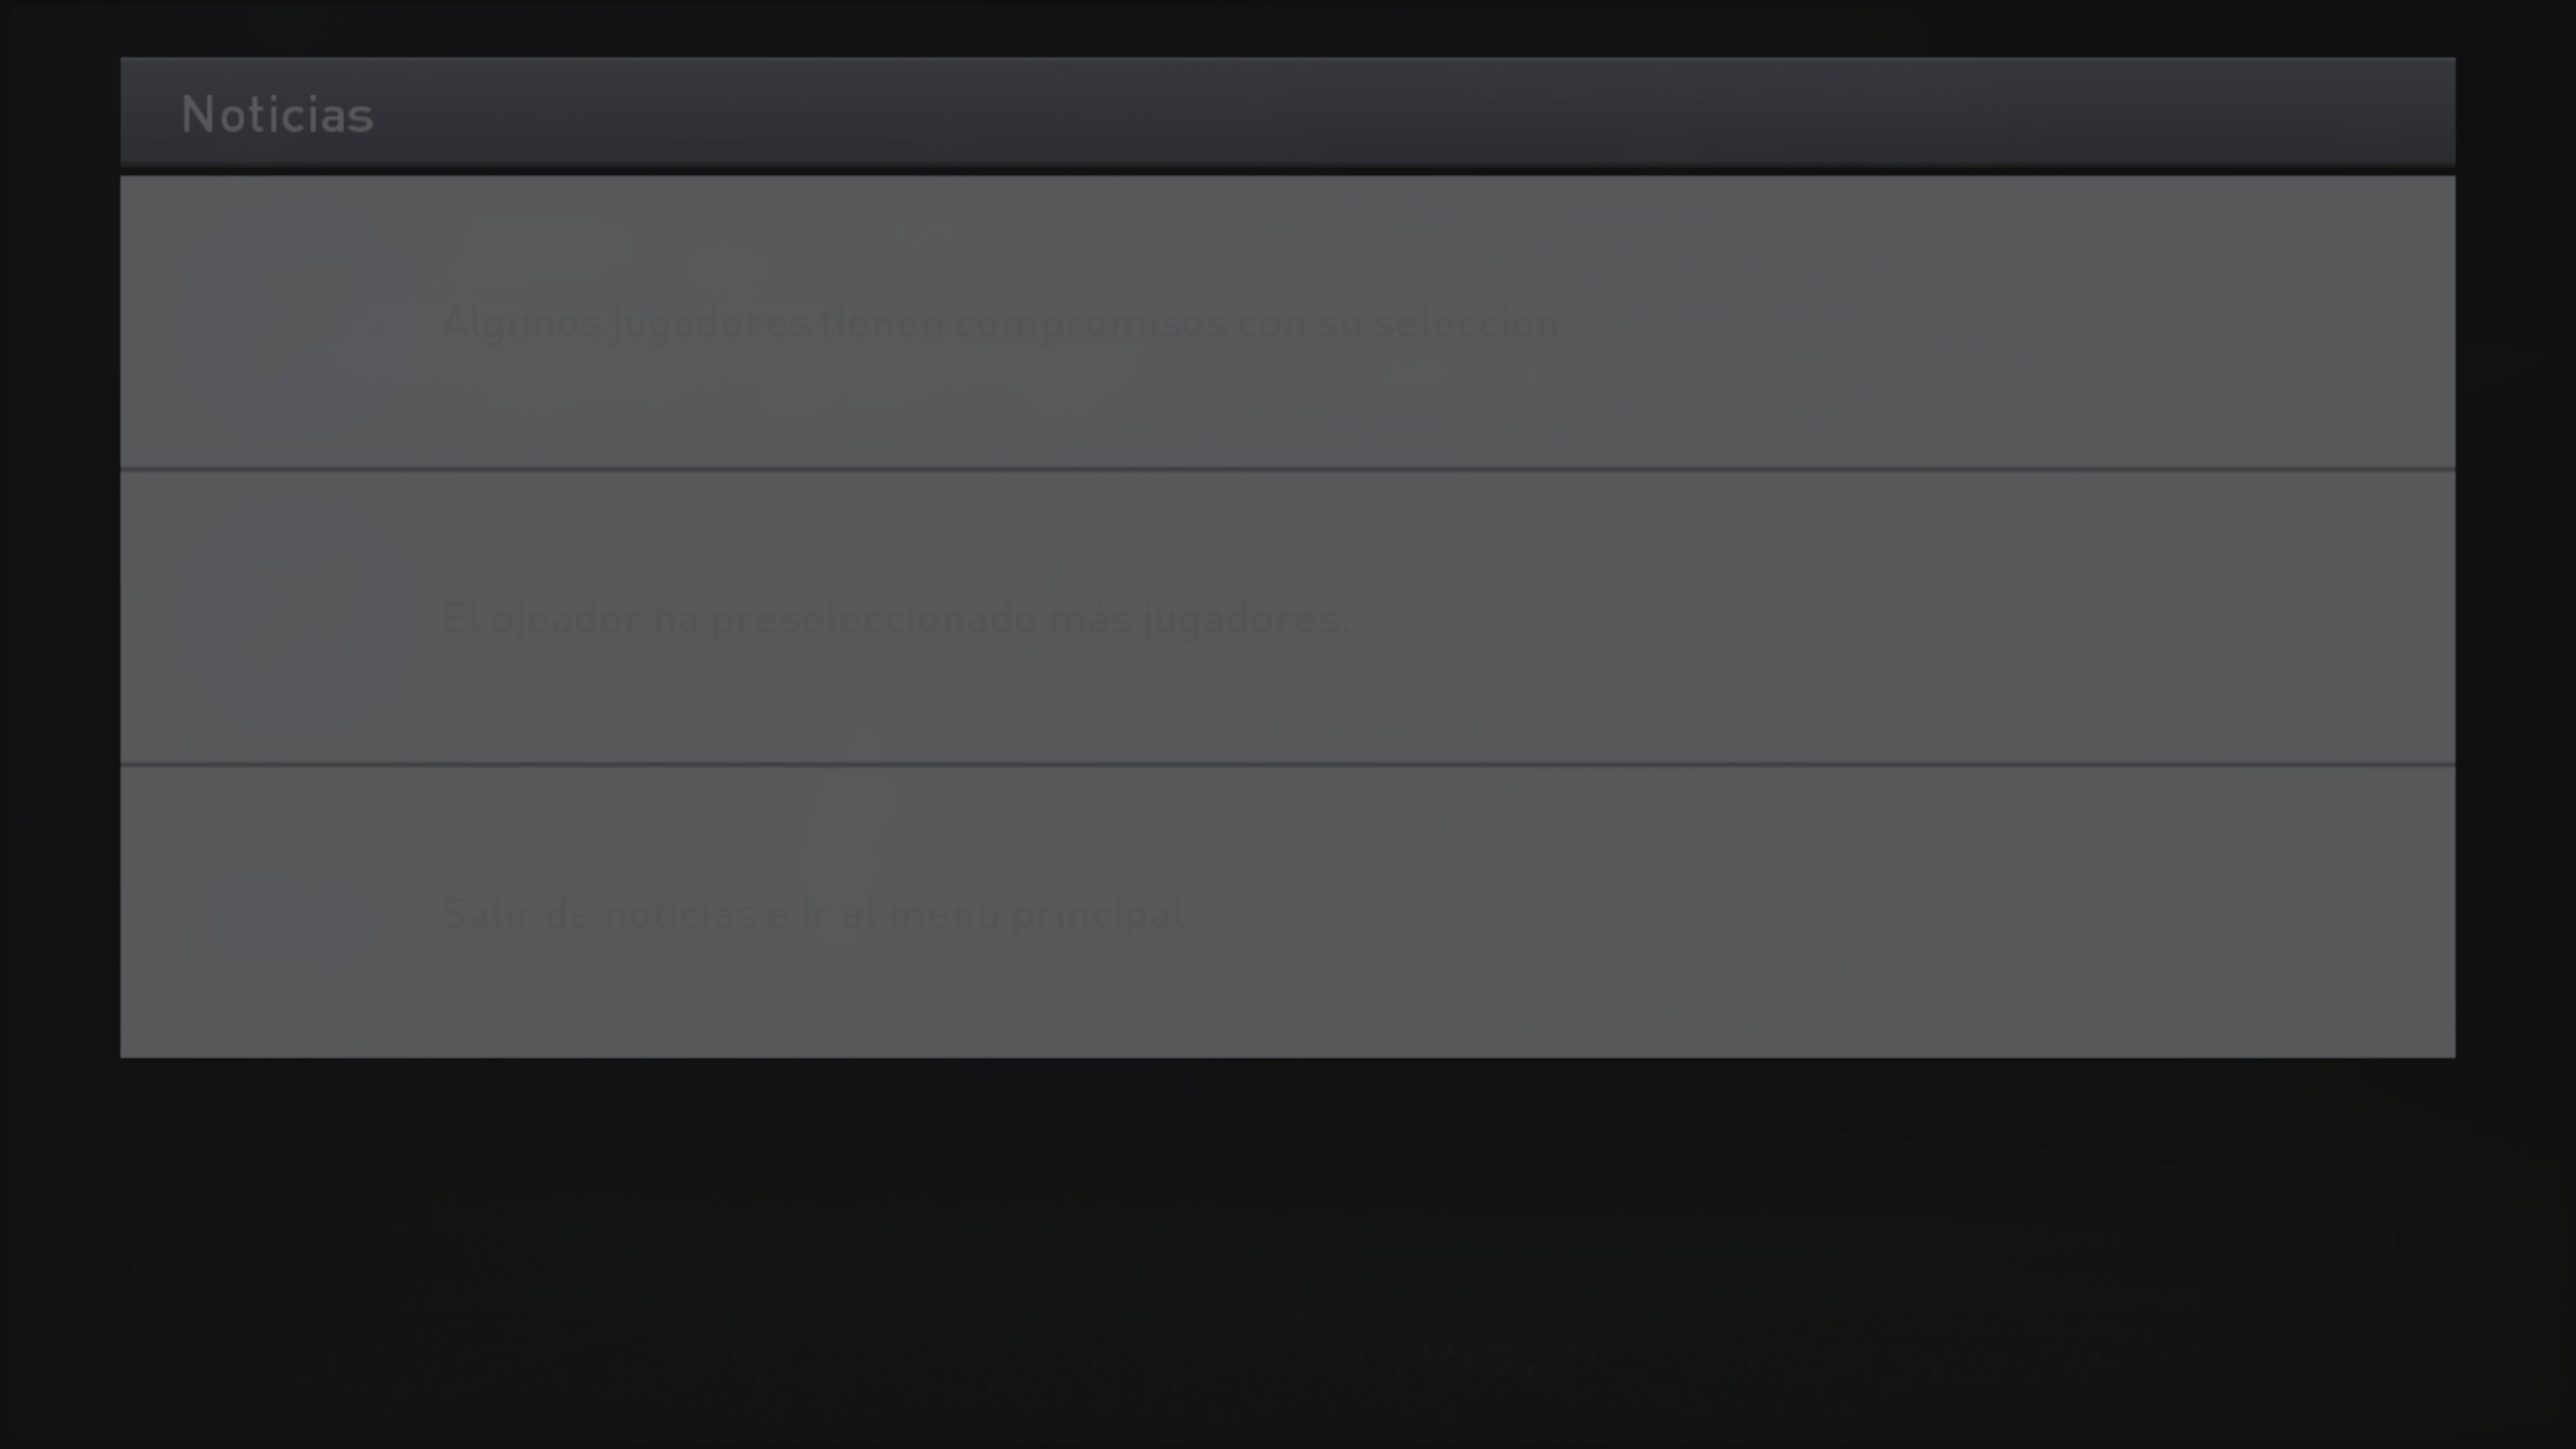 Noticias
Algunos jugadores tienen compromisos con su selección.
El ojeador ha preseleccionado más jugadores.
Salir de noticias e ir al menú principal.